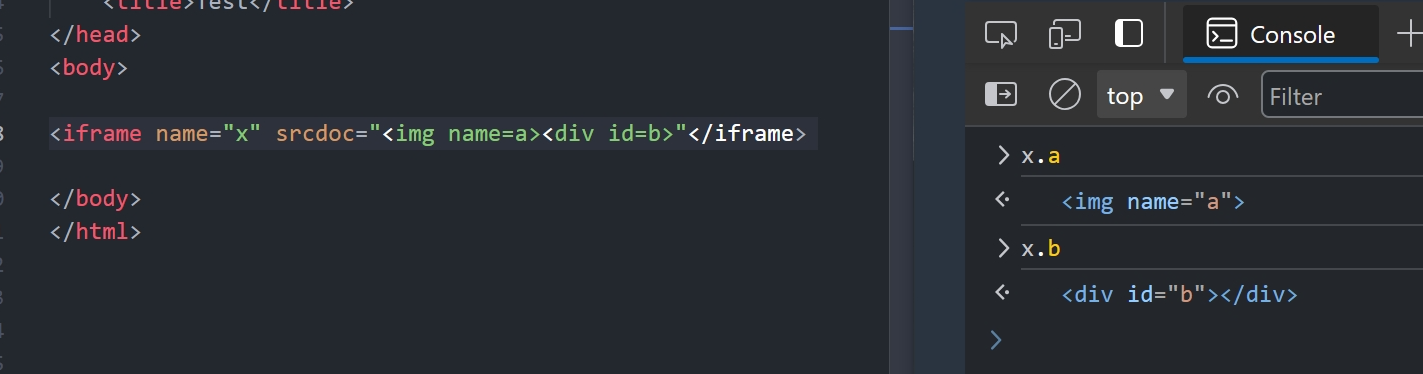 <title>Test</title>
</head>
<body>
<iframe name="x" srcdoc="<img name=a><div id=b>"</iframe>
</body>
</html>
Console
top
Filter
x.a
<img name="a">
x.b
<div id="b"></div>